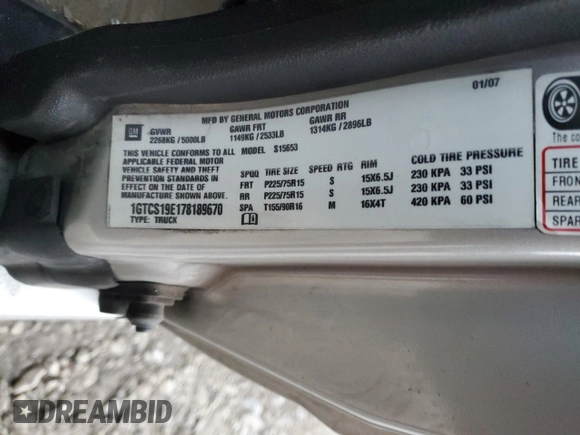 01/07
MFD BY GENERAL MOTORS CORPORATION
GM
GVWR GAWR FRT GAWR RR
2268KG / 5000LB 1149KG / 2533LB 1314KG / 2896LB
THIS VEHICLE CONFORMS TO ALL MODEL S15653
APPLICABLE FEDERAL MOTOR
VEHICLE SAFETY AND THEFT
PREVENTION STANDARDS IN
EFFECT ON THE DATE OF
MANUFACTURE SHOWN ABOVE.
1GTCS19E178189670
TYPE: TRUCK
SPQQ TIRE SIZE SPEED RTG RIM COLD TIRE PRESSURE
FRT P225/75R15 S 15X6.5J 230 KPA 33 PSI
RR P225/75R15 S 15X6.5J 230 KPA 33 PSI
SPA T155/90R16 M 16X4T 420 KPA 60 PSI
The co
TIRE
FRON
REAR
SPAR
DREAMBID